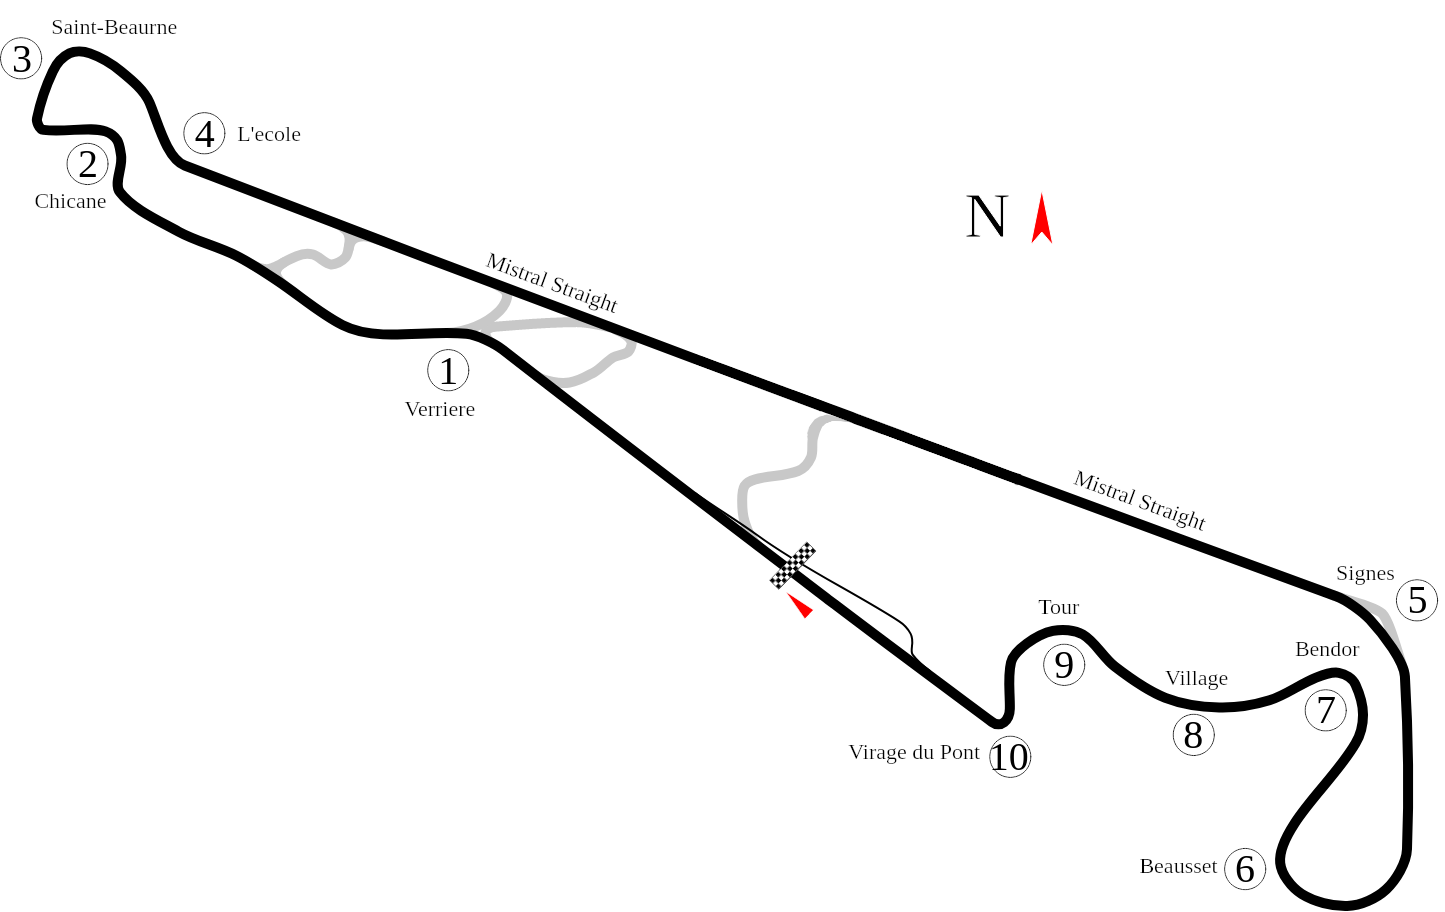 Saint-Beaurne
3
4
L'ecole
2
Chicane
N
Mistral Straight
1
Verriere
Mistral Straight
Signes
5
Tour
9
Bendor
Village
7
8
Virage du Pont
10
Beausset
6